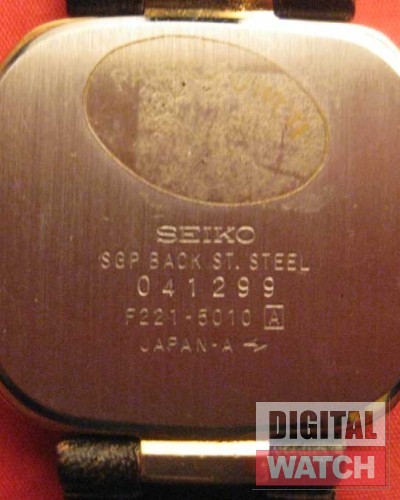 SEIKO
SGP BACK ST. STEEL
041299
F221-5010 A
JAPAN-A
DIGITAL
WATCH